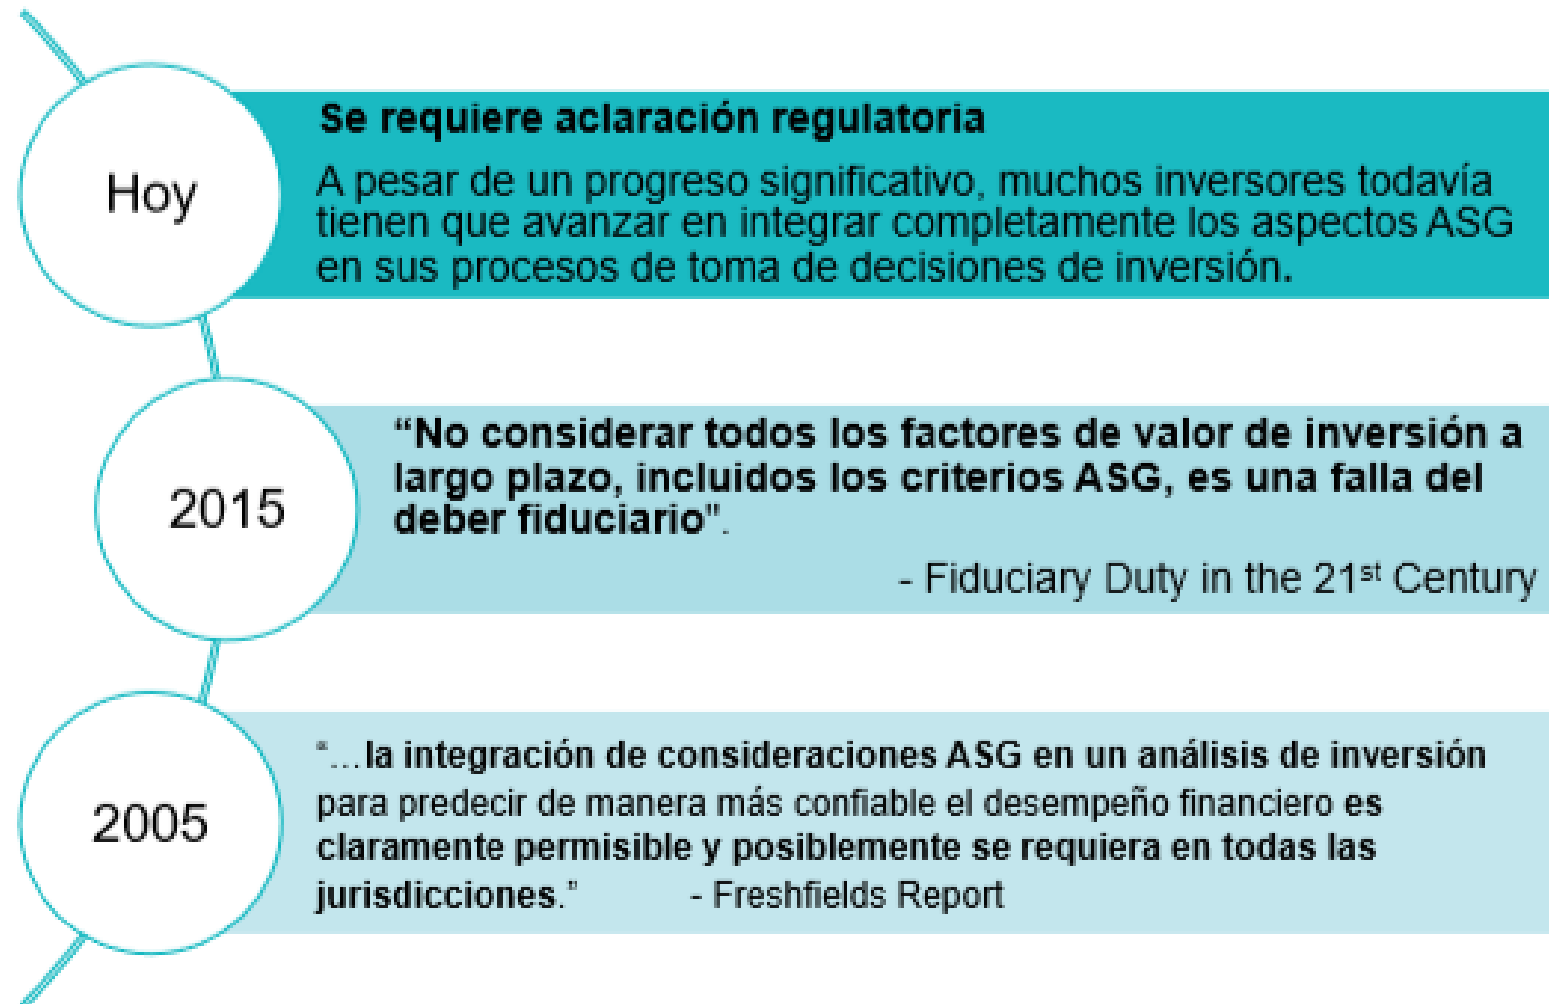 Hoy
Se requiere aclaración regulatoria
A pesar de un progreso significativo, muchos inversores todavía
tienen que avanzar en integrar completamente los aspectos ASG
en sus procesos de toma de decisiones de inversión.
2015
“No considerar todos los factores de valor de inversión a
largo plazo, incluidos los criterios ASG, es una falla del
deber fiduciario".
- Fiduciary Duty in the 21st Century
2005
“…la integración de consideraciones ASG en un análisis de inversión
para predecir de manera más confiable el desempeño financiero es
claramente permisible y posiblemente se requiera en todas las
jurisdicciones.” - Freshfields Report